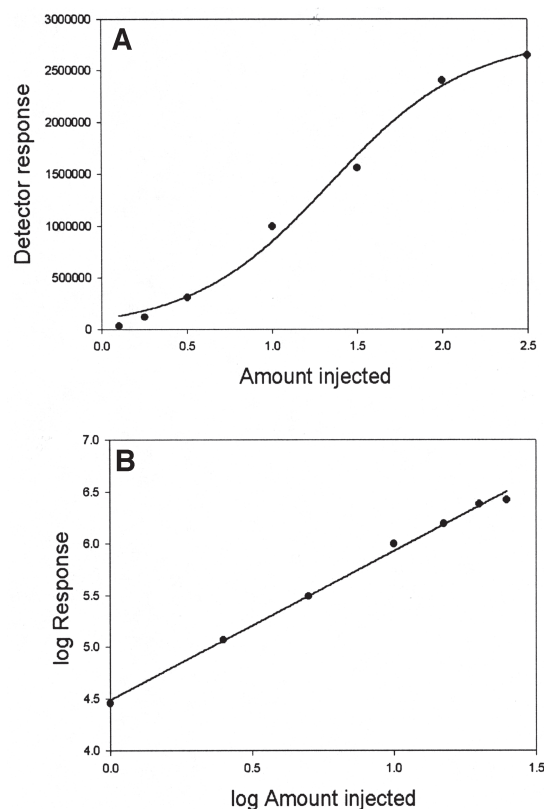 A
3000000
2500000
2000000
1500000
1000000
500000
0
Detector response
0.0 0.5 1.0 1.5 2.0 2.5
Amount injected
B
7.0
6.5
6.0
5.5
5.0
4.5
4.0
log Response
0.0 0.5 1.0 1.5
log Amount injected